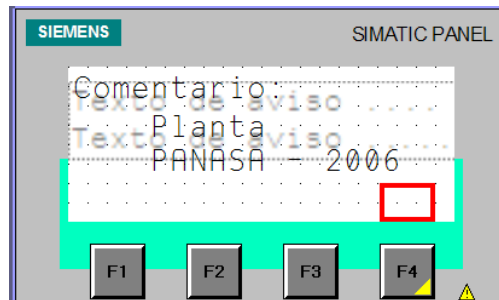 SIEMENS
SIMATIC PANEL
Comentario:
Texto de aviso ....
Planta
Texto de aviso .....
PANASA - 2006
F1
F2
F3
F4